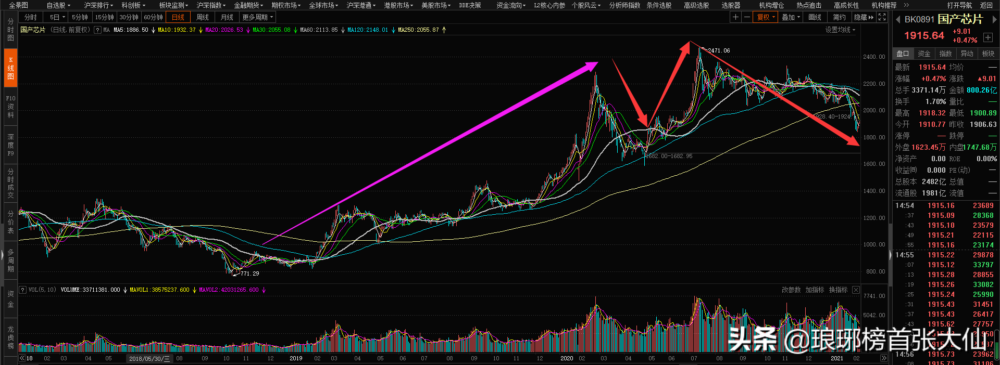 全景图 自选股 沪深排行 科创板 板块监测 沪深指数 金融期货 期权市场 全球市场 沪深港通 港股市场 美股市场 DDE决策 资金流向 L2核心内参 个股风云 分析师指数 条件选股 高级选股 选股器 机构增仓 热点追击 高成长性 机构推荐 >> 打开导航 返回
分时 5日 5分钟 15分钟 30分钟 60分钟 日线 周线 月线 更多周期 + — 复权 叠加 画线 简约 隐藏
国产芯片 (日线,前复权) ? MA MA5:1886.50 ↓ MA10:1932.37 ↓ MA20:2026.53 ↓ MA30:2055.08 ↓ MA60:2113.85 ↓ MA120:2148.01 ↓ MA250:2055.87 ↑ 设置均线
分时图
K线图
F10资料
深度F9
分时成交
分价表
多周期
资金
龙虎榜
2471.06
1682.00-1682.95
771.29
2400.00
2200.00
2000.00
1800.00
1600.00
1400.00
1200.00
1000.00
800.00
? VOL(5,10) VOLUME:33711381.000 ↓ MAVOL1:38575237.600 ↓ MAVOL2:42031265.600 ↓ 改参数 加指标 换指标
7741.00
5042.00
18 02 03 04 05 2018/05/30/三 08 09 10 11 12 2019 02 03 04 05 06 07 08 09 10 11 12 2020 02 03 04 05 06 07 08 09 10 11 12 2021 02
BK0891 国产芯片
1915.64 +9.01
+0.47%
盘口 资金 指数 异动 板块
最新 1915.64 均价 —
涨幅 +0.47% 涨跌 ▲9.01
总手 3371.14万 金额 800.26亿
换手 1.70% 量比 —
最高 1918.32 最低 1900.89
今开 1910.77 昨收 1906.63
涨停 — 跌停 —
外盘 1623.45万 内盘 1747.68万
净资产 0.00 ROE 0.00%
收益㈣ 0.000 PE(动) —
总股本 2482亿 总值 —
流通股 1981亿 流值 —
14:54 1915.16 23689
:37 1915.09 28368
:43 1915.10 23579
:49 1915.21 22115
:55 1915.16 23174
14:55 1915.22 29878
:07 1915.12 33797
:13 1915.28 28855
:19 1915.26 33082
:25 1915.24 25990
:31 1915.43 31451
:37 1915.43 26417
:43 1915.62 27757
14:56 1915.73 23962
:08 1915.73 31106
头条 @琅琊榜首张大仙